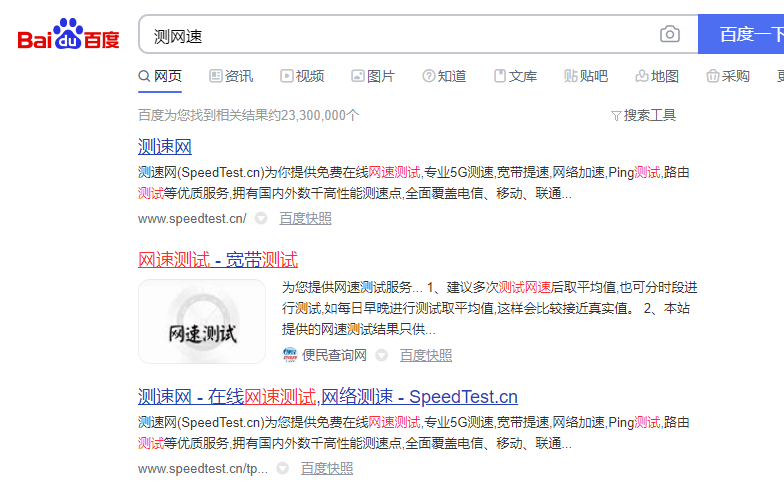 Bai du 百度
测网速
百度一下
网页 资讯 视频 图片 知道 文库 贴吧 地图 采购
百度为您找到相关结果约23,300,000个
搜索工具
测速网
测速网(SpeedTest.cn)为你提供免费在线网速测试,专业5G测速,宽带提速,网络加速,Ping测试,路由
测试等优质服务,拥有国内外数千高性能测速点,全面覆盖电信、移动、联通...
www.speedtest.cn/ 百度快照
网速测试 - 宽带测试
网速测试
为您提供网速测试服务... 1、建议多次测试网速后取平均值,也可分时段进
行测试,如每日早晚进行测试取平均值,这样会比较接近真实值。 2、本站
提供的网速测试结果只供...
便民查询网 百度快照
测速网 - 在线网速测试,网络测速 - SpeedTest.cn
测速网(SpeedTest.cn)为您提供免费在线网速测试,专业5G测速,宽带提速,网络加速,Ping测试,路由
测试等优质服务,拥有国内外数千高性能测速点,全面覆盖电信、移动、联通...
www.speedtest.cn/tp... 百度快照